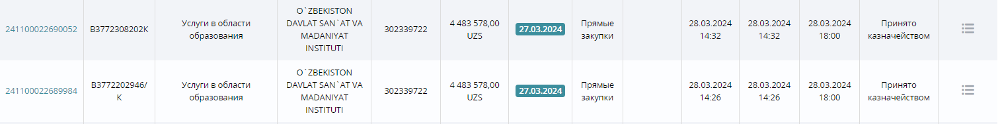 241100022690052
В3772308202К
Услуги в области
образования
O`ZBEKISTON
DAVLAT SAN`AT VA
MADANIYAT
INSTITUTI
302339722
4 483 578,00
UZS
27.03.2024
Прямые
закупки
28.03.2024
14:32
28.03.2024
14:32
28.03.2024
18:00
Принято
казначейством
241100022689984
В3772202946/
К
Услуги в области
образования
O`ZBEKISTON
DAVLAT SAN`AT VA
MADANIYAT
INSTITUTI
302339722
4 483 578,00
UZS
27.03.2024
Прямые
закупки
28.03.2024
14:26
28.03.2024
14:26
28.03.2024
18:00
Принято
казначейством